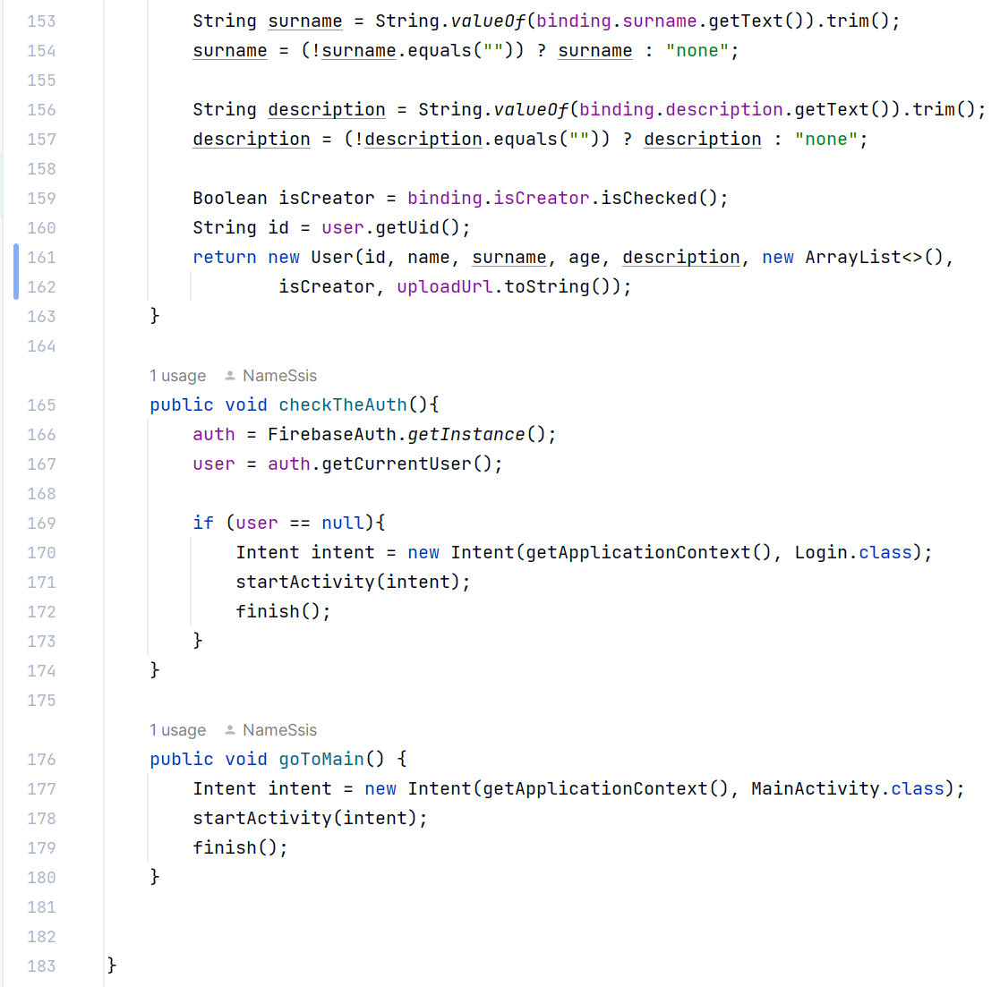 153 String surname = String.valueOf(binding.surname.getText()).trim();
154 surname = (!surname.equals("")) ? surname : "none";
155
156 String description = String.valueOf(binding.description.getText()).trim();
157 description = (!description.equals("")) ? description : "none";
158
159 Boolean isCreator = binding.isCreator.isChecked();
160 String id = user.getUid();
161 return new User(id, name, surname, age, description, new ArrayList<>(),
162 isCreator, uploadUrl.toString());
163 }
164
1 usage NameSsis
165 public void checkTheAuth(){
166 auth = FirebaseAuth.getInstance();
167 user = auth.getCurrentUser();
168
169 if (user == null){
170 Intent intent = new Intent(getApplicationContext(), Login.class);
171 startActivity(intent);
172 finish();
173 }
174 }
175
1 usage NameSsis
176 public void goToMain() {
177 Intent intent = new Intent(getApplicationContext(), MainActivity.class);
178 startActivity(intent);
179 finish();
180 }
181
182
183 }